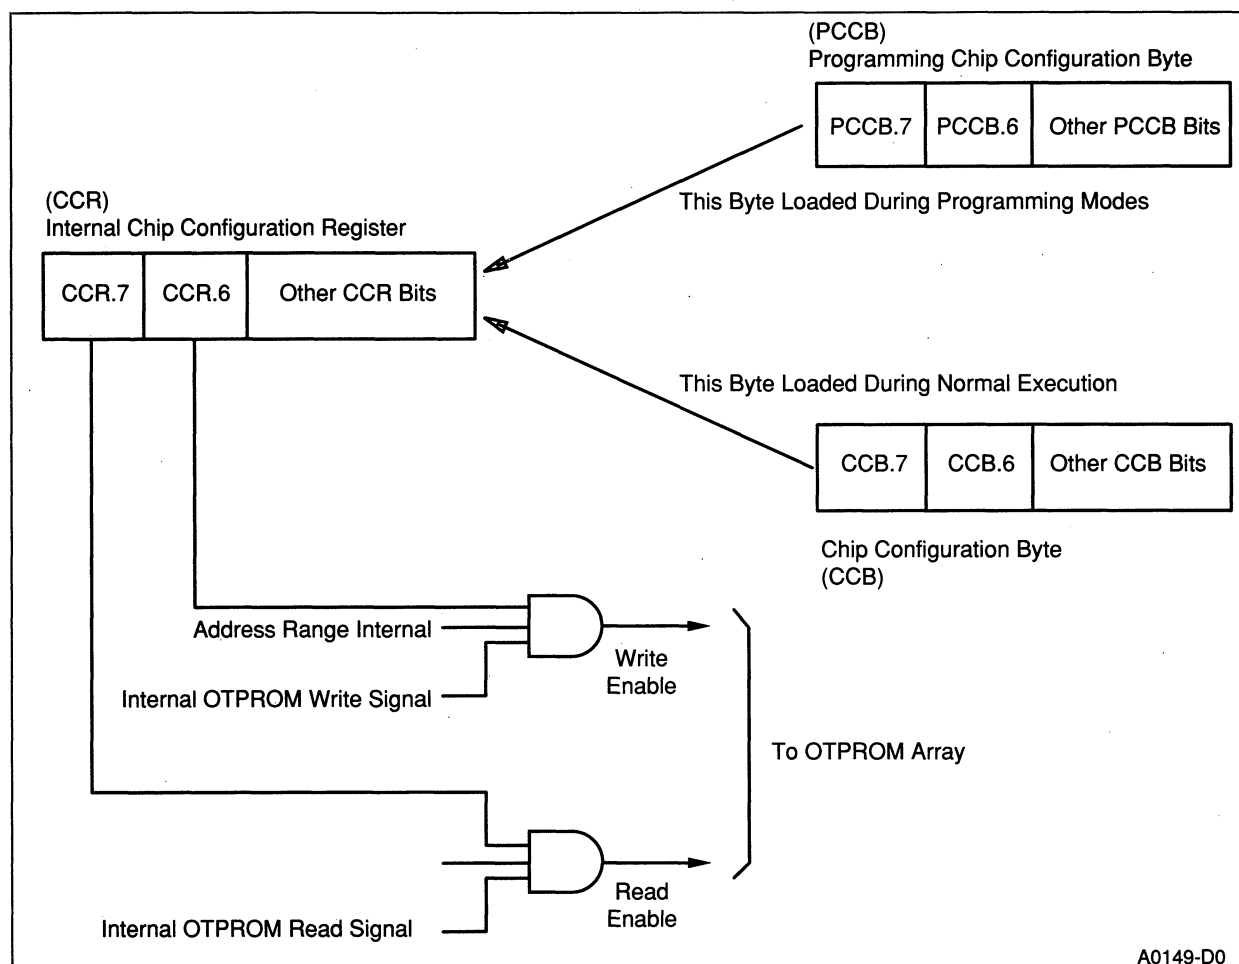 (PCCB)
Programming Chip Configuration Byte
PCCB.7 PCCB.6 Other PCCB Bits
This Byte Loaded During Programming Modes
(CCR)
Internal Chip Configuration Register
CCR.7 CCR.6 Other CCR Bits
This Byte Loaded During Normal Execution
CCB.7 CCB.6 Other CCB Bits
Chip Configuration Byte
(CCB)
Address Range Internal
Write
Enable
Internal OTPROM Write Signal
To OTPROM Array
Read
Enable
Internal OTPROM Read Signal
A0149-D0